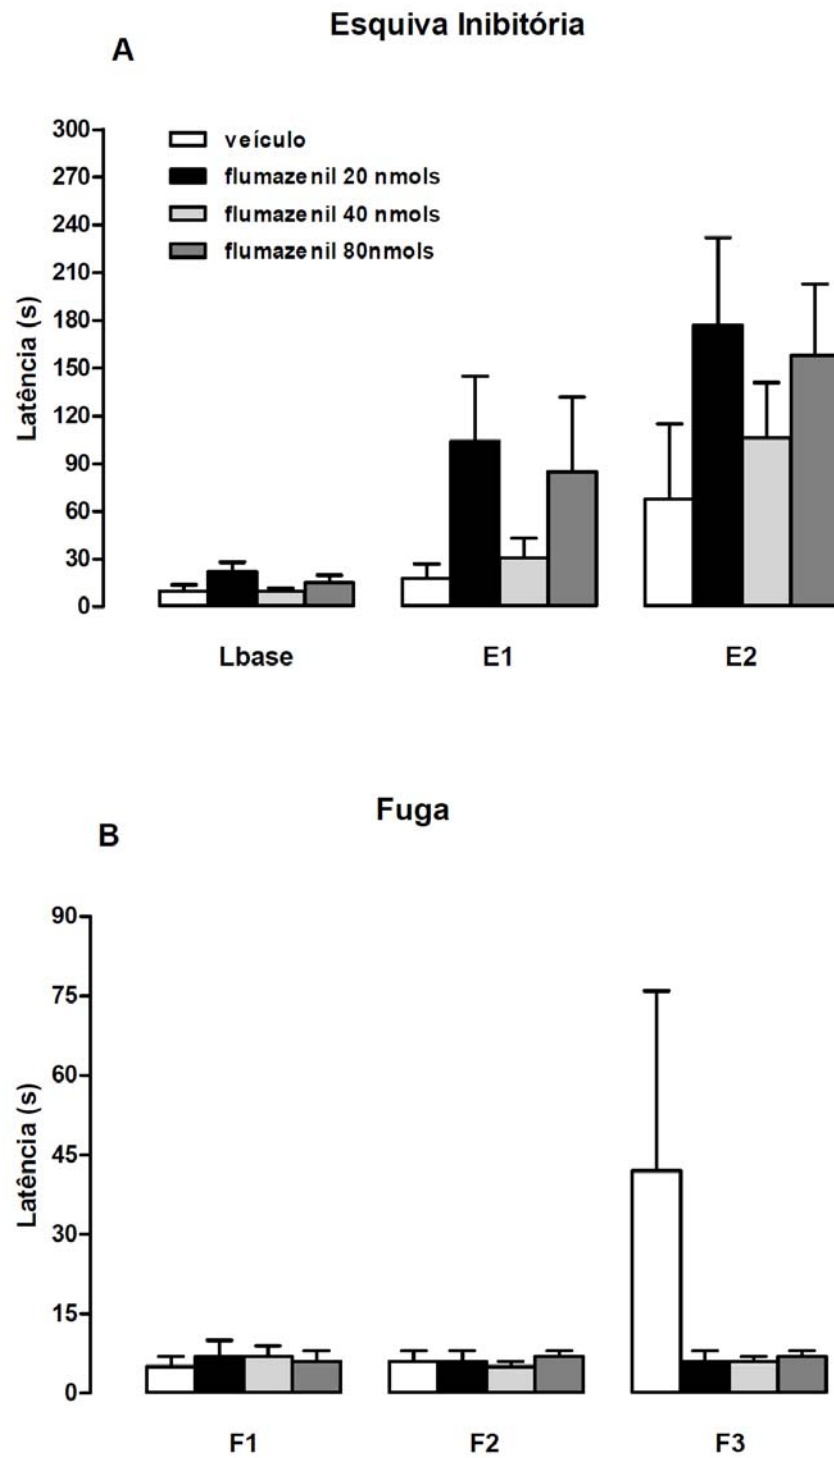 Esquiva Inibitória
A
300
270
240
210
180
150
120
90
60
30
0
Latência (s)
veículo
flumazenil 20 nmols
flumazenil 40 nmols
flumazenil 80nmols
Lbase
E1
E2
Fuga
B
90
75
60
45
30
15
0
Latência (s)
F1
F2
F3